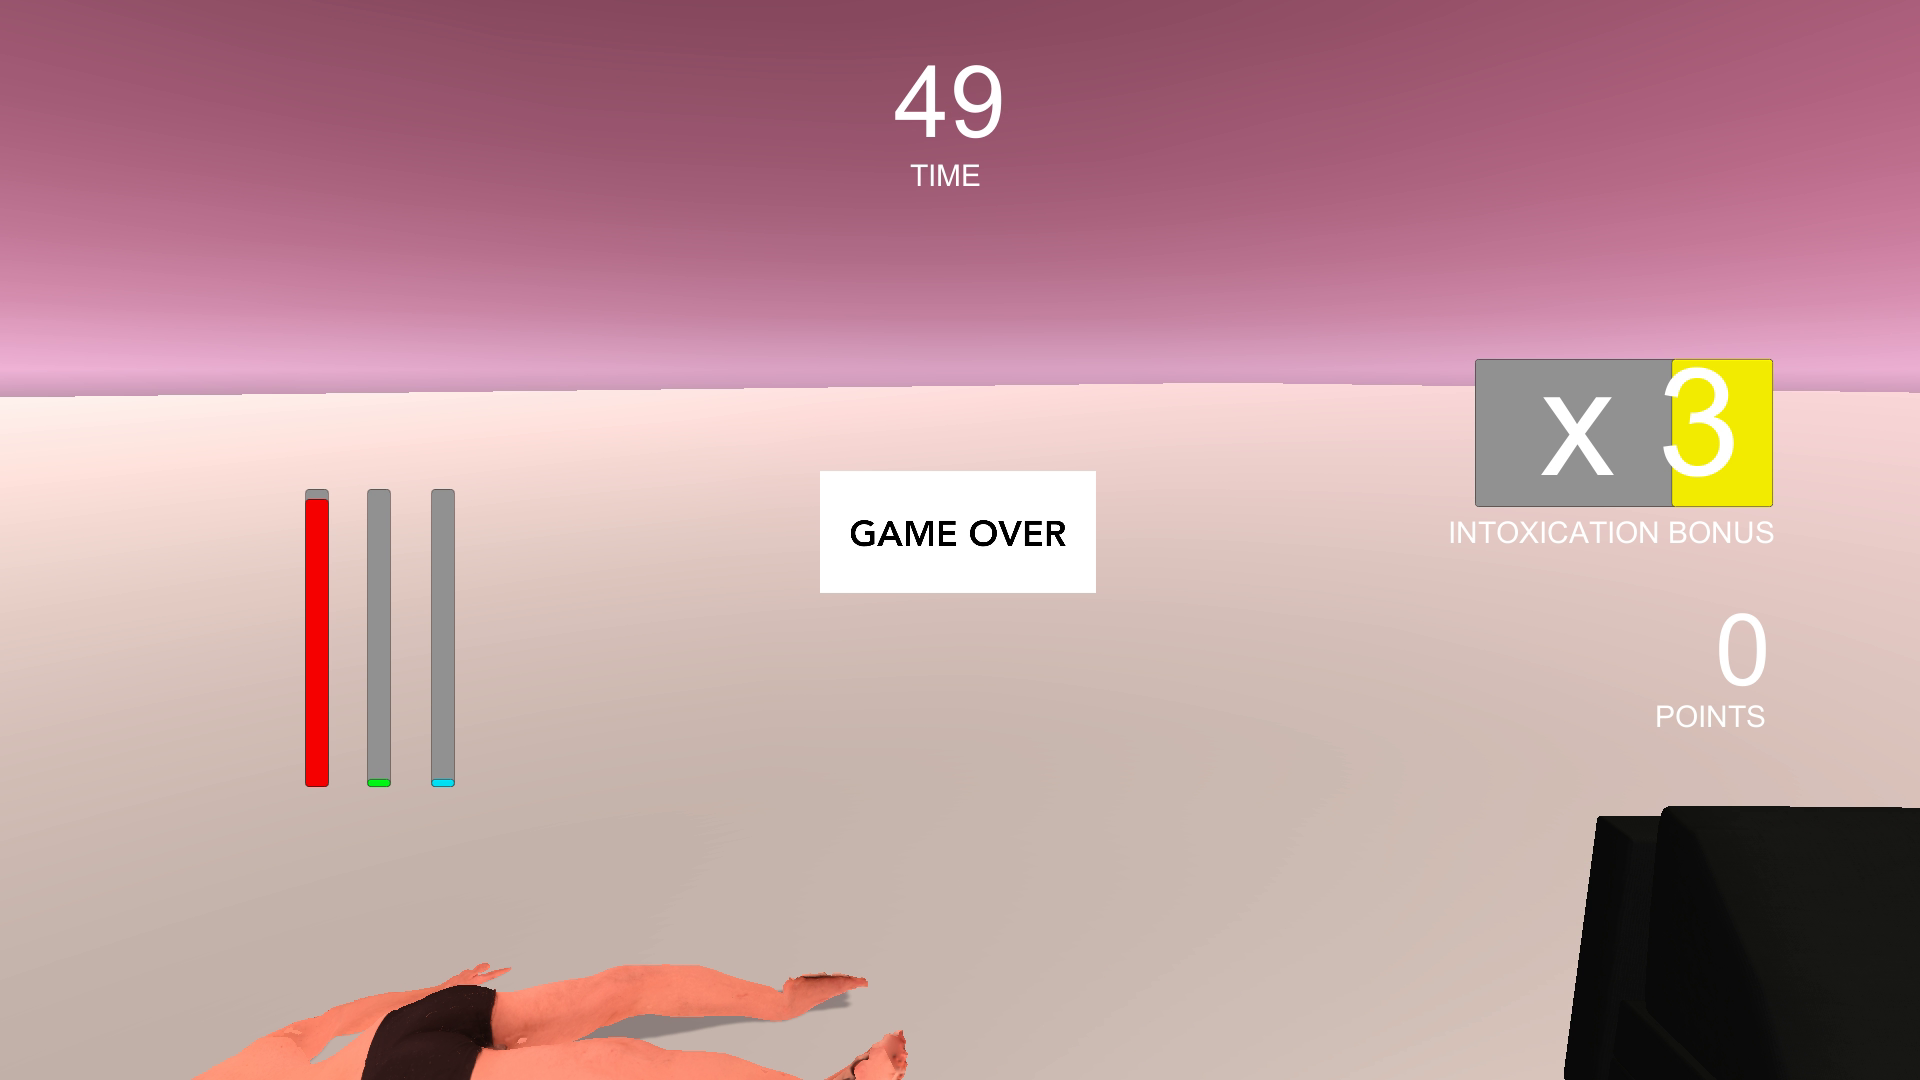 49
TIME
x 3
INTOXICATION BONUS
GAME OVER
0
POINTS